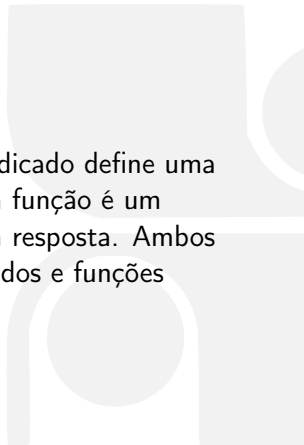 dicado define uma
função é um
resposta. Ambos
dos e funções